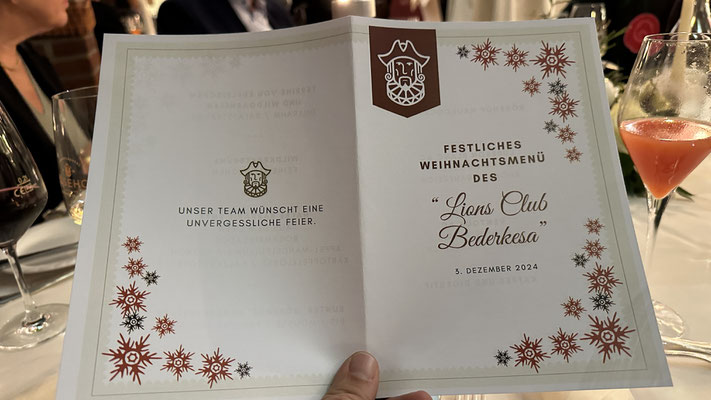 UNSER TEAM WÜNSCHT EINE
UNVERGESSLICHE FEIER.
FESTLICHES
WEIHNACHTSMENÜ
DES
“ Lions Club
Bederkesa”
5. DEZEMBER 2024